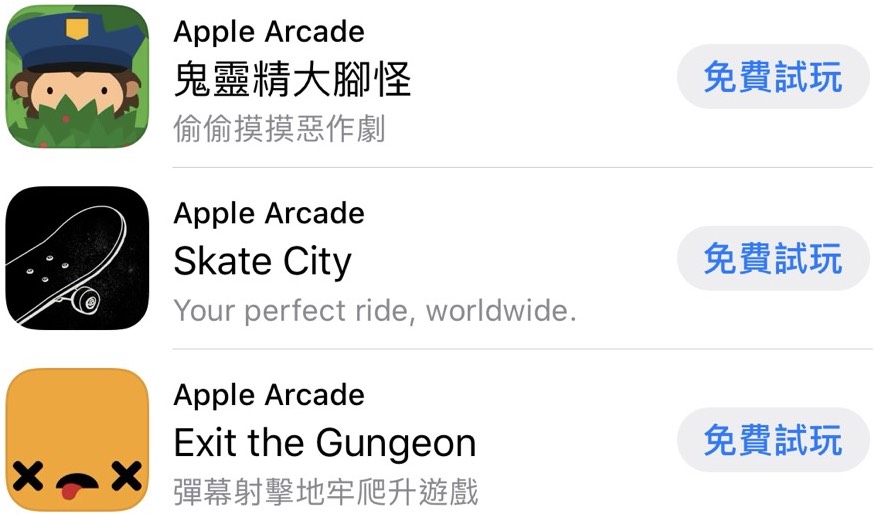 Apple Arcade
鬼靈精大腳怪
免費試玩
偷偷摸摸惡作劇
Apple Arcade
Skate City
免費試玩
Your perfect ride, worldwide.
Apple Arcade
Exit the Gungeon
免費試玩
彈幕射擊地牢爬升遊戲